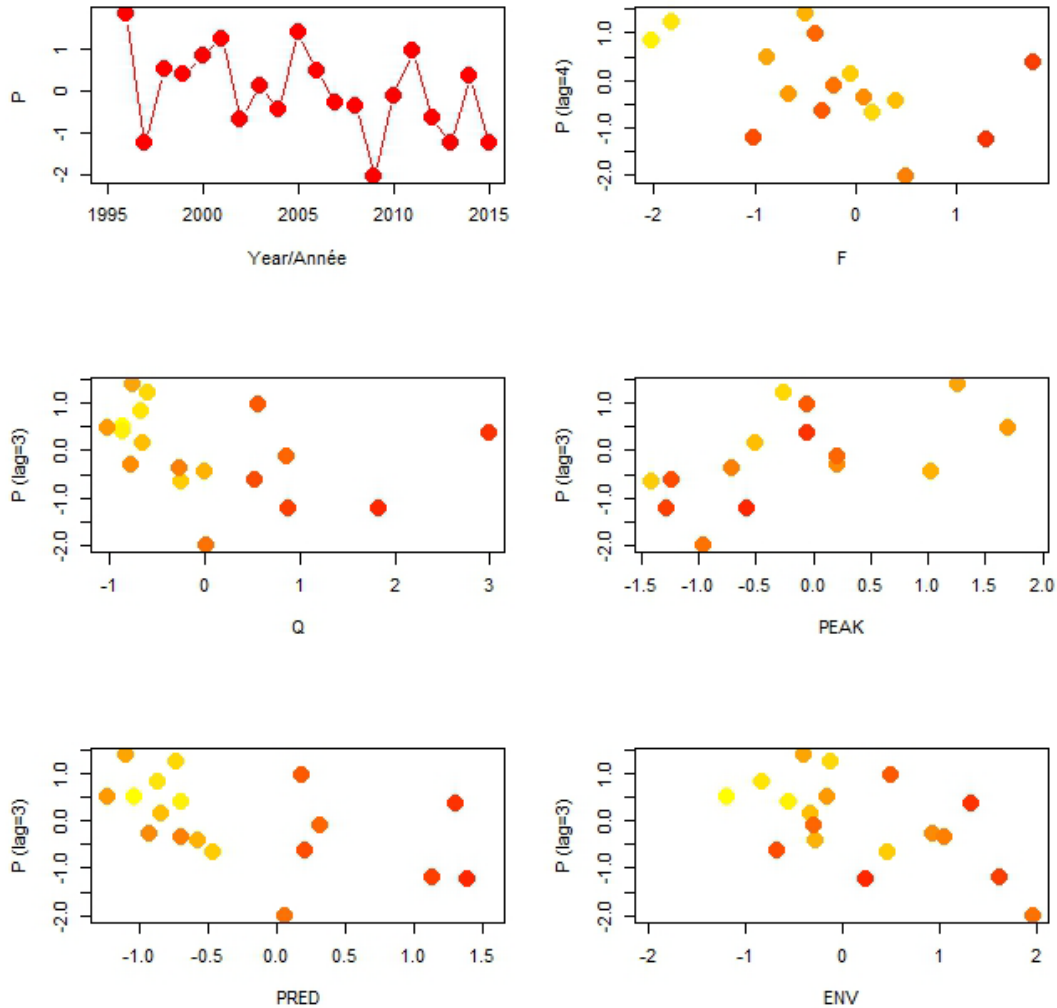 P
1
0
-1
-2
1995 2000 2005 2010 2015
Year/Année
P (lag=4)
1.0
0.0
-1.0
-2.0
-2 -1 0 1
F
P (lag=3)
1.0
0.0
-1.0
-2.0
-1 0 1 2 3
Q
P (lag=3)
1.0
0.0
-1.0
-2.0
-1.5 -1.0 -0.5 0.0 0.5 1.0 1.5 2.0
PEAK
P (lag=3)
1.0
0.0
-1.0
-2.0
-1.0 -0.5 0.0 0.5 1.0 1.5
PRED
P (lag=3)
1.0
0.0
-1.0
-2.0
-2 -1 0 1 2
ENV